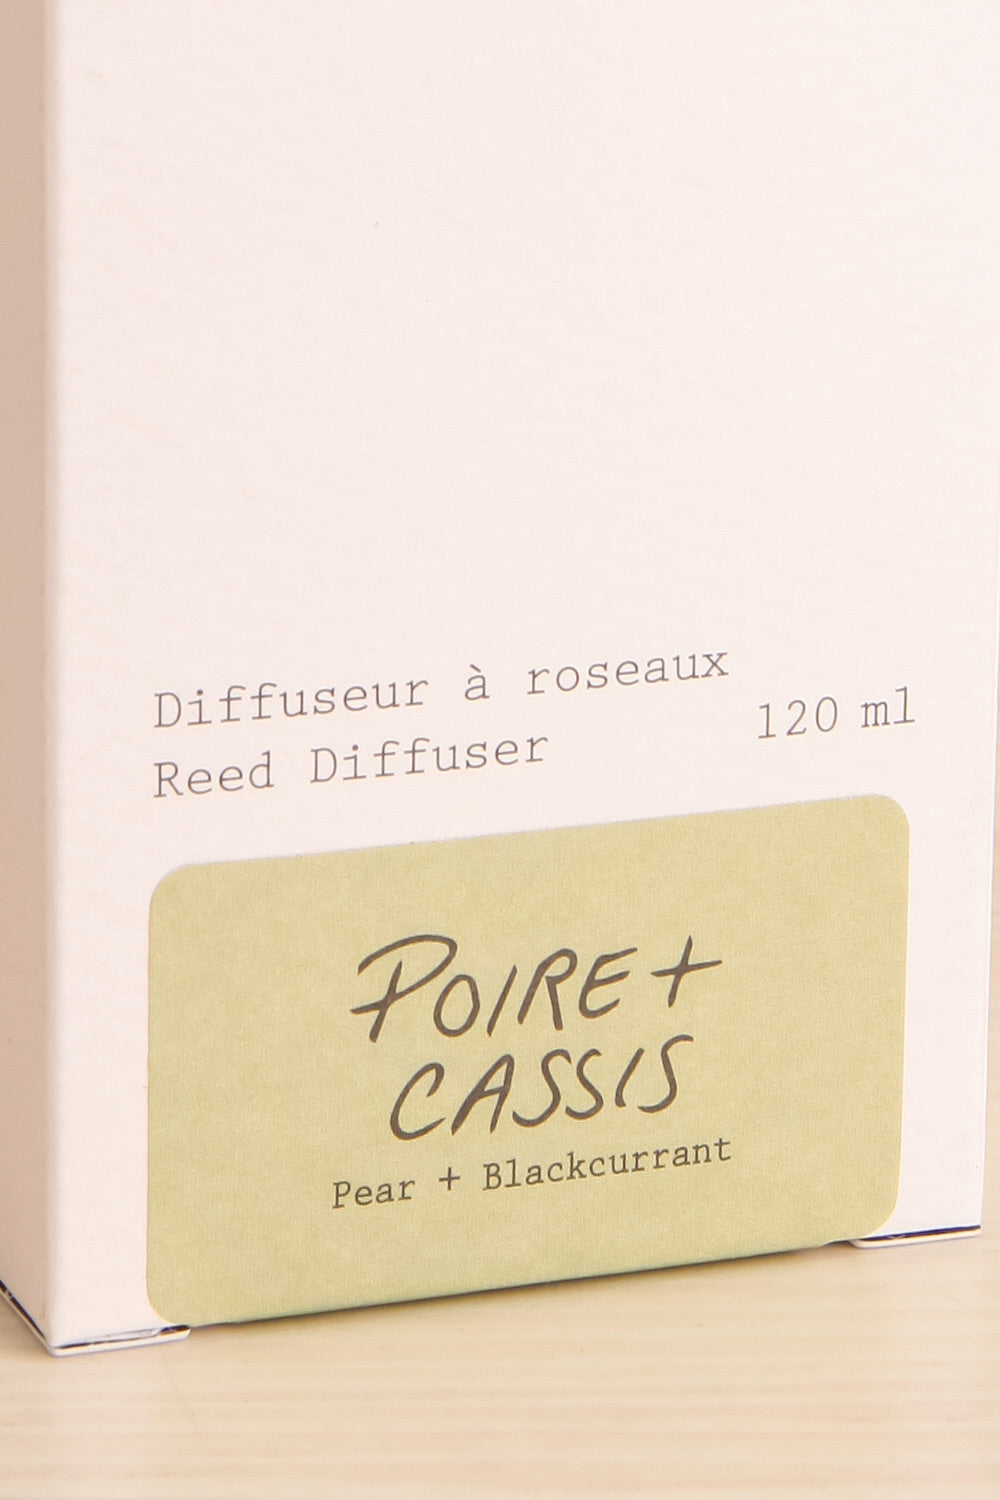 Diffuseur à roseaux
Reed Diffuser
120 ml
POIRE +
CASSIS
Pear + Blackcurrant